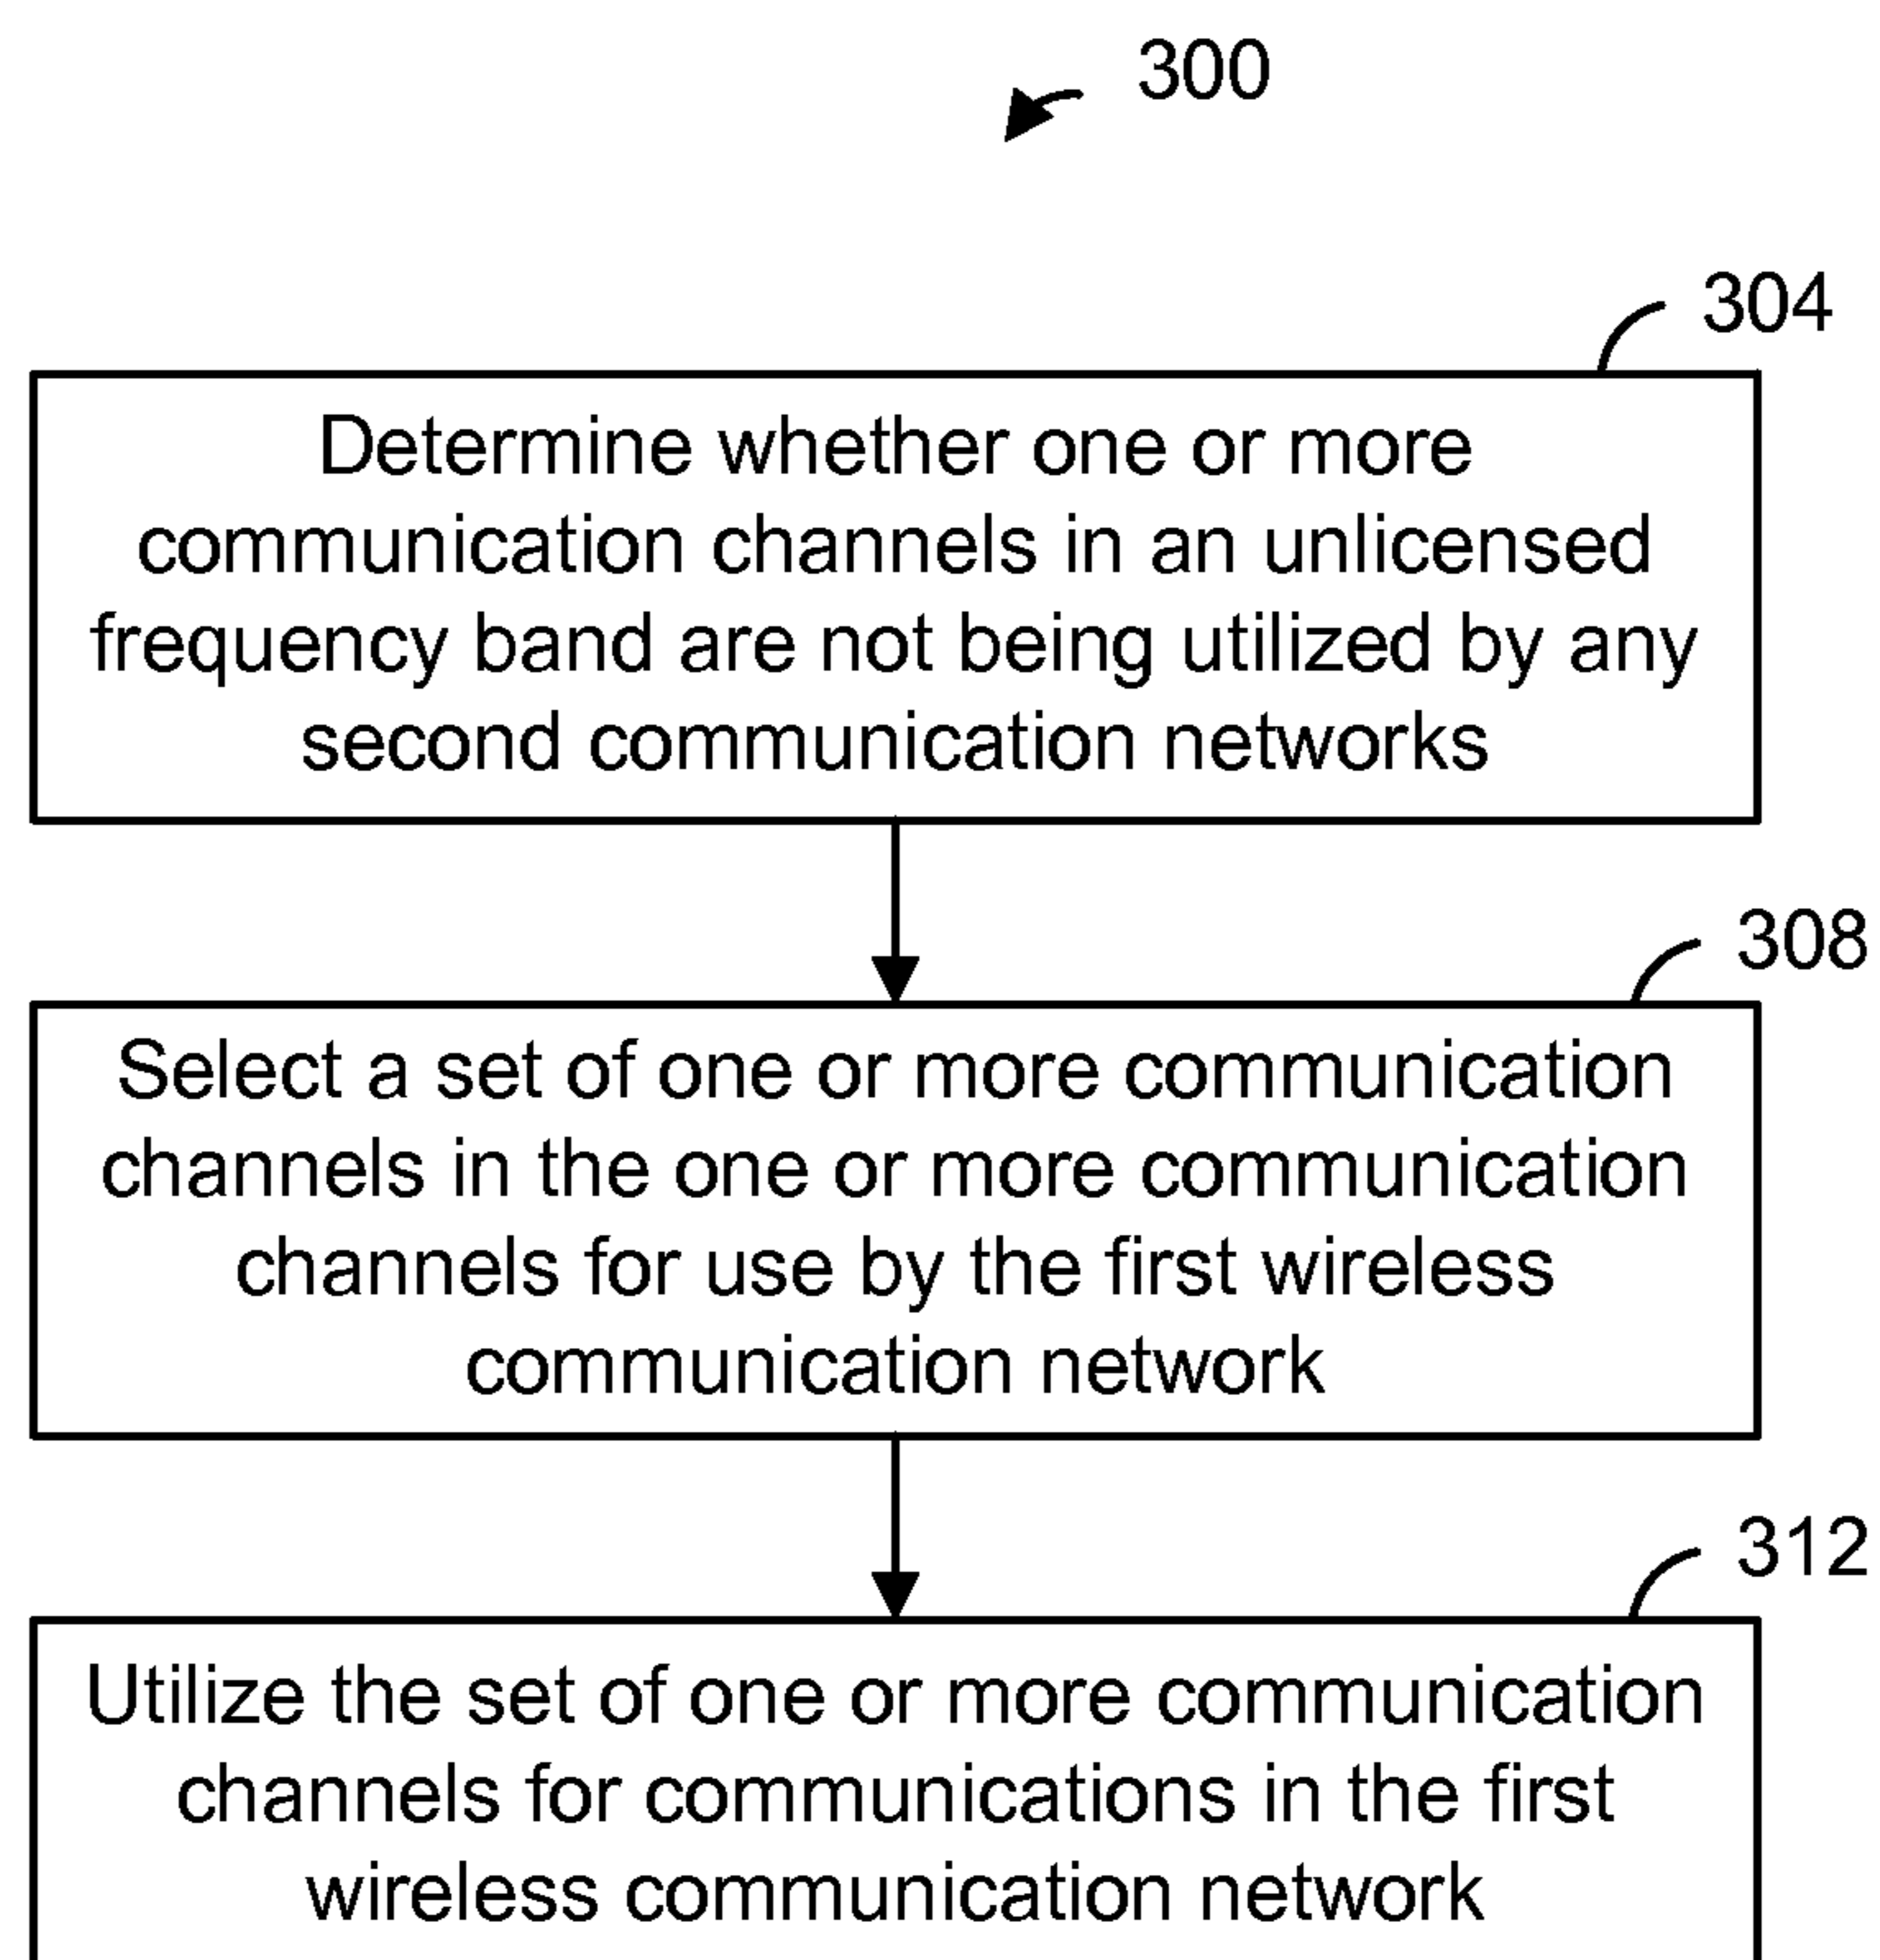 300
304
Determine whether one or more
communication channels in an unlicensed
frequency band are not being utilized by any
second communication networks
308
Select a set of one or more communication
channels in the one or more communication
channels for use by the first wireless
communication network
312
Utilize the set of one or more communication
channels for communications in the first
wireless communication network